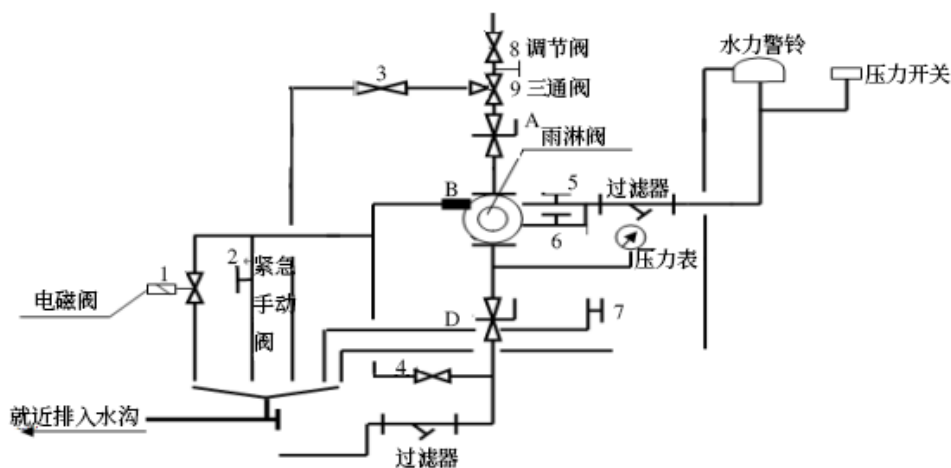 8 调节阀
水力警铃
压力开关
3
9 三通阀
A
雨淋阀
B
5
过滤器
6
压力表
1
2
紧急
手动
阀
电磁阀
D
7
4
就近排入水沟
过滤器